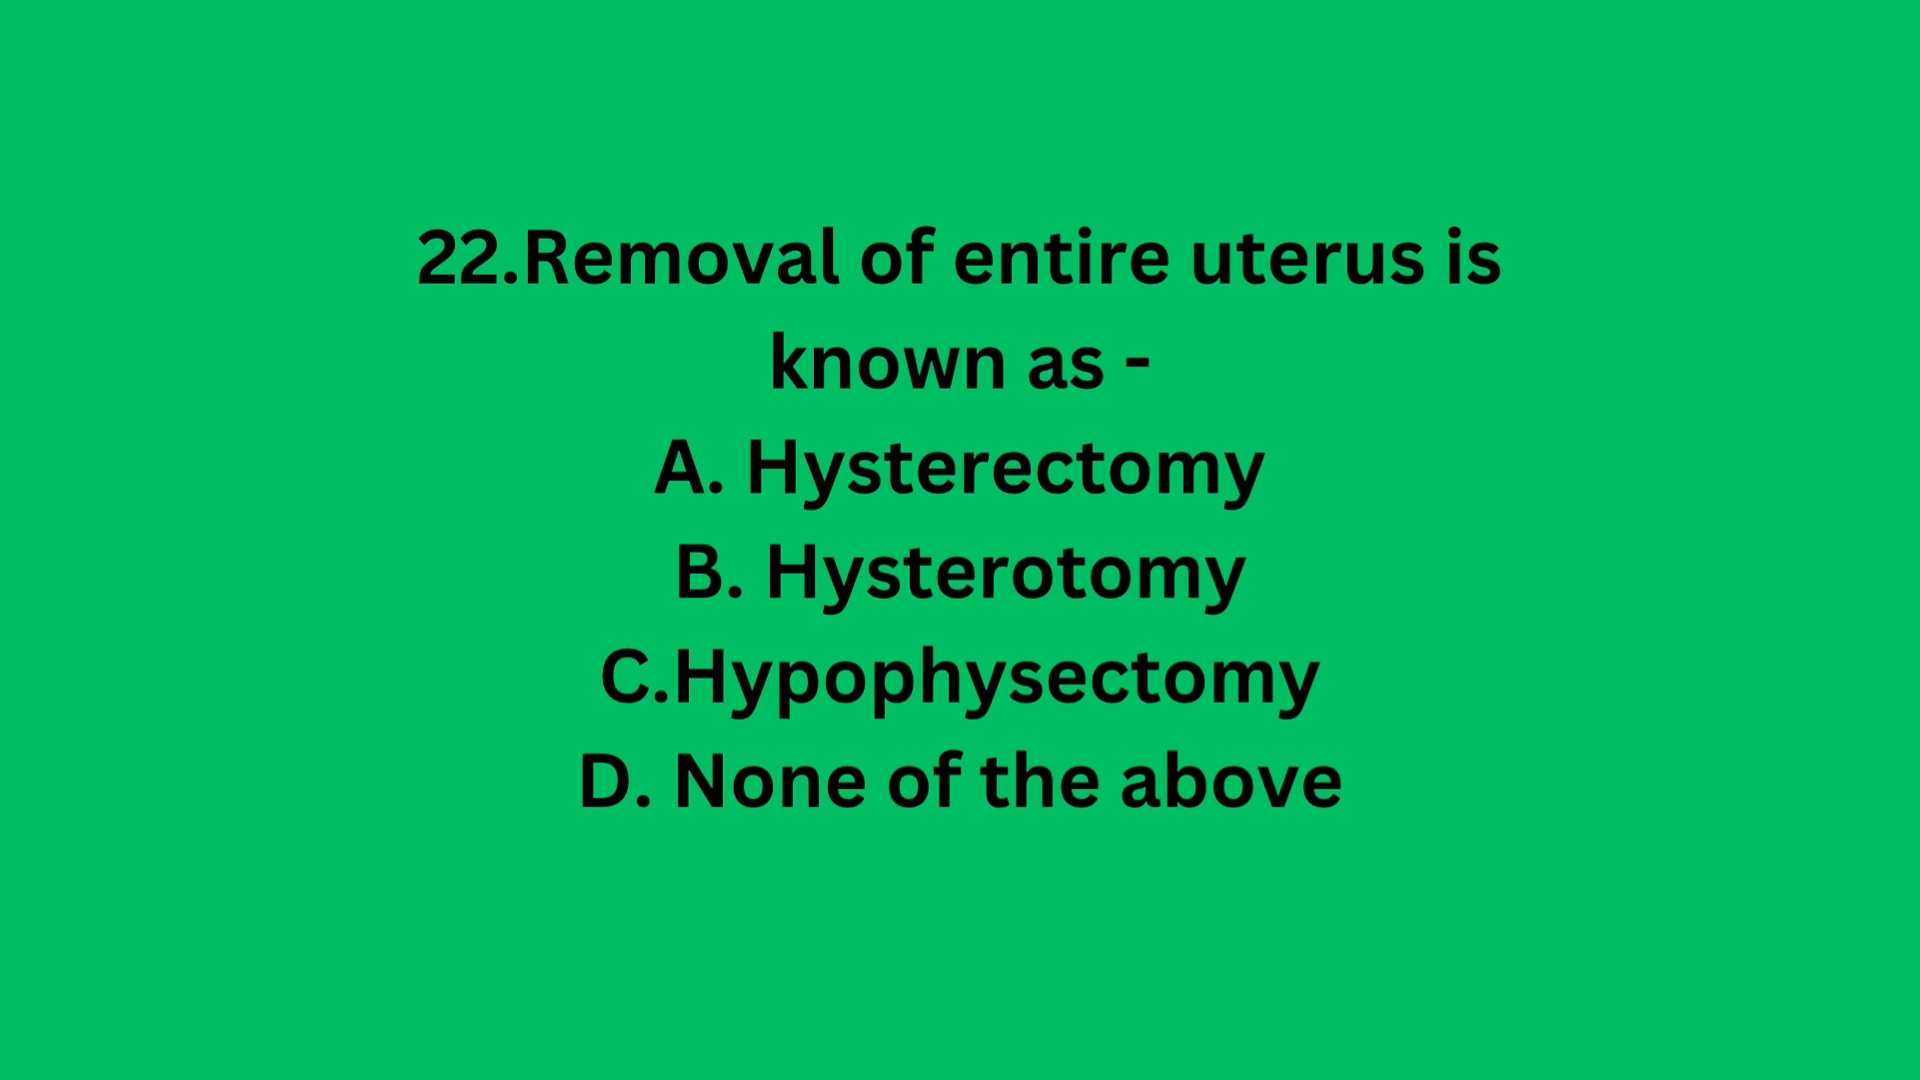 22.Removal of entire uterus is
known as -
A. Hysterectomy
B. Hysterotomy
C.Hypophysectomy
D. None of the above